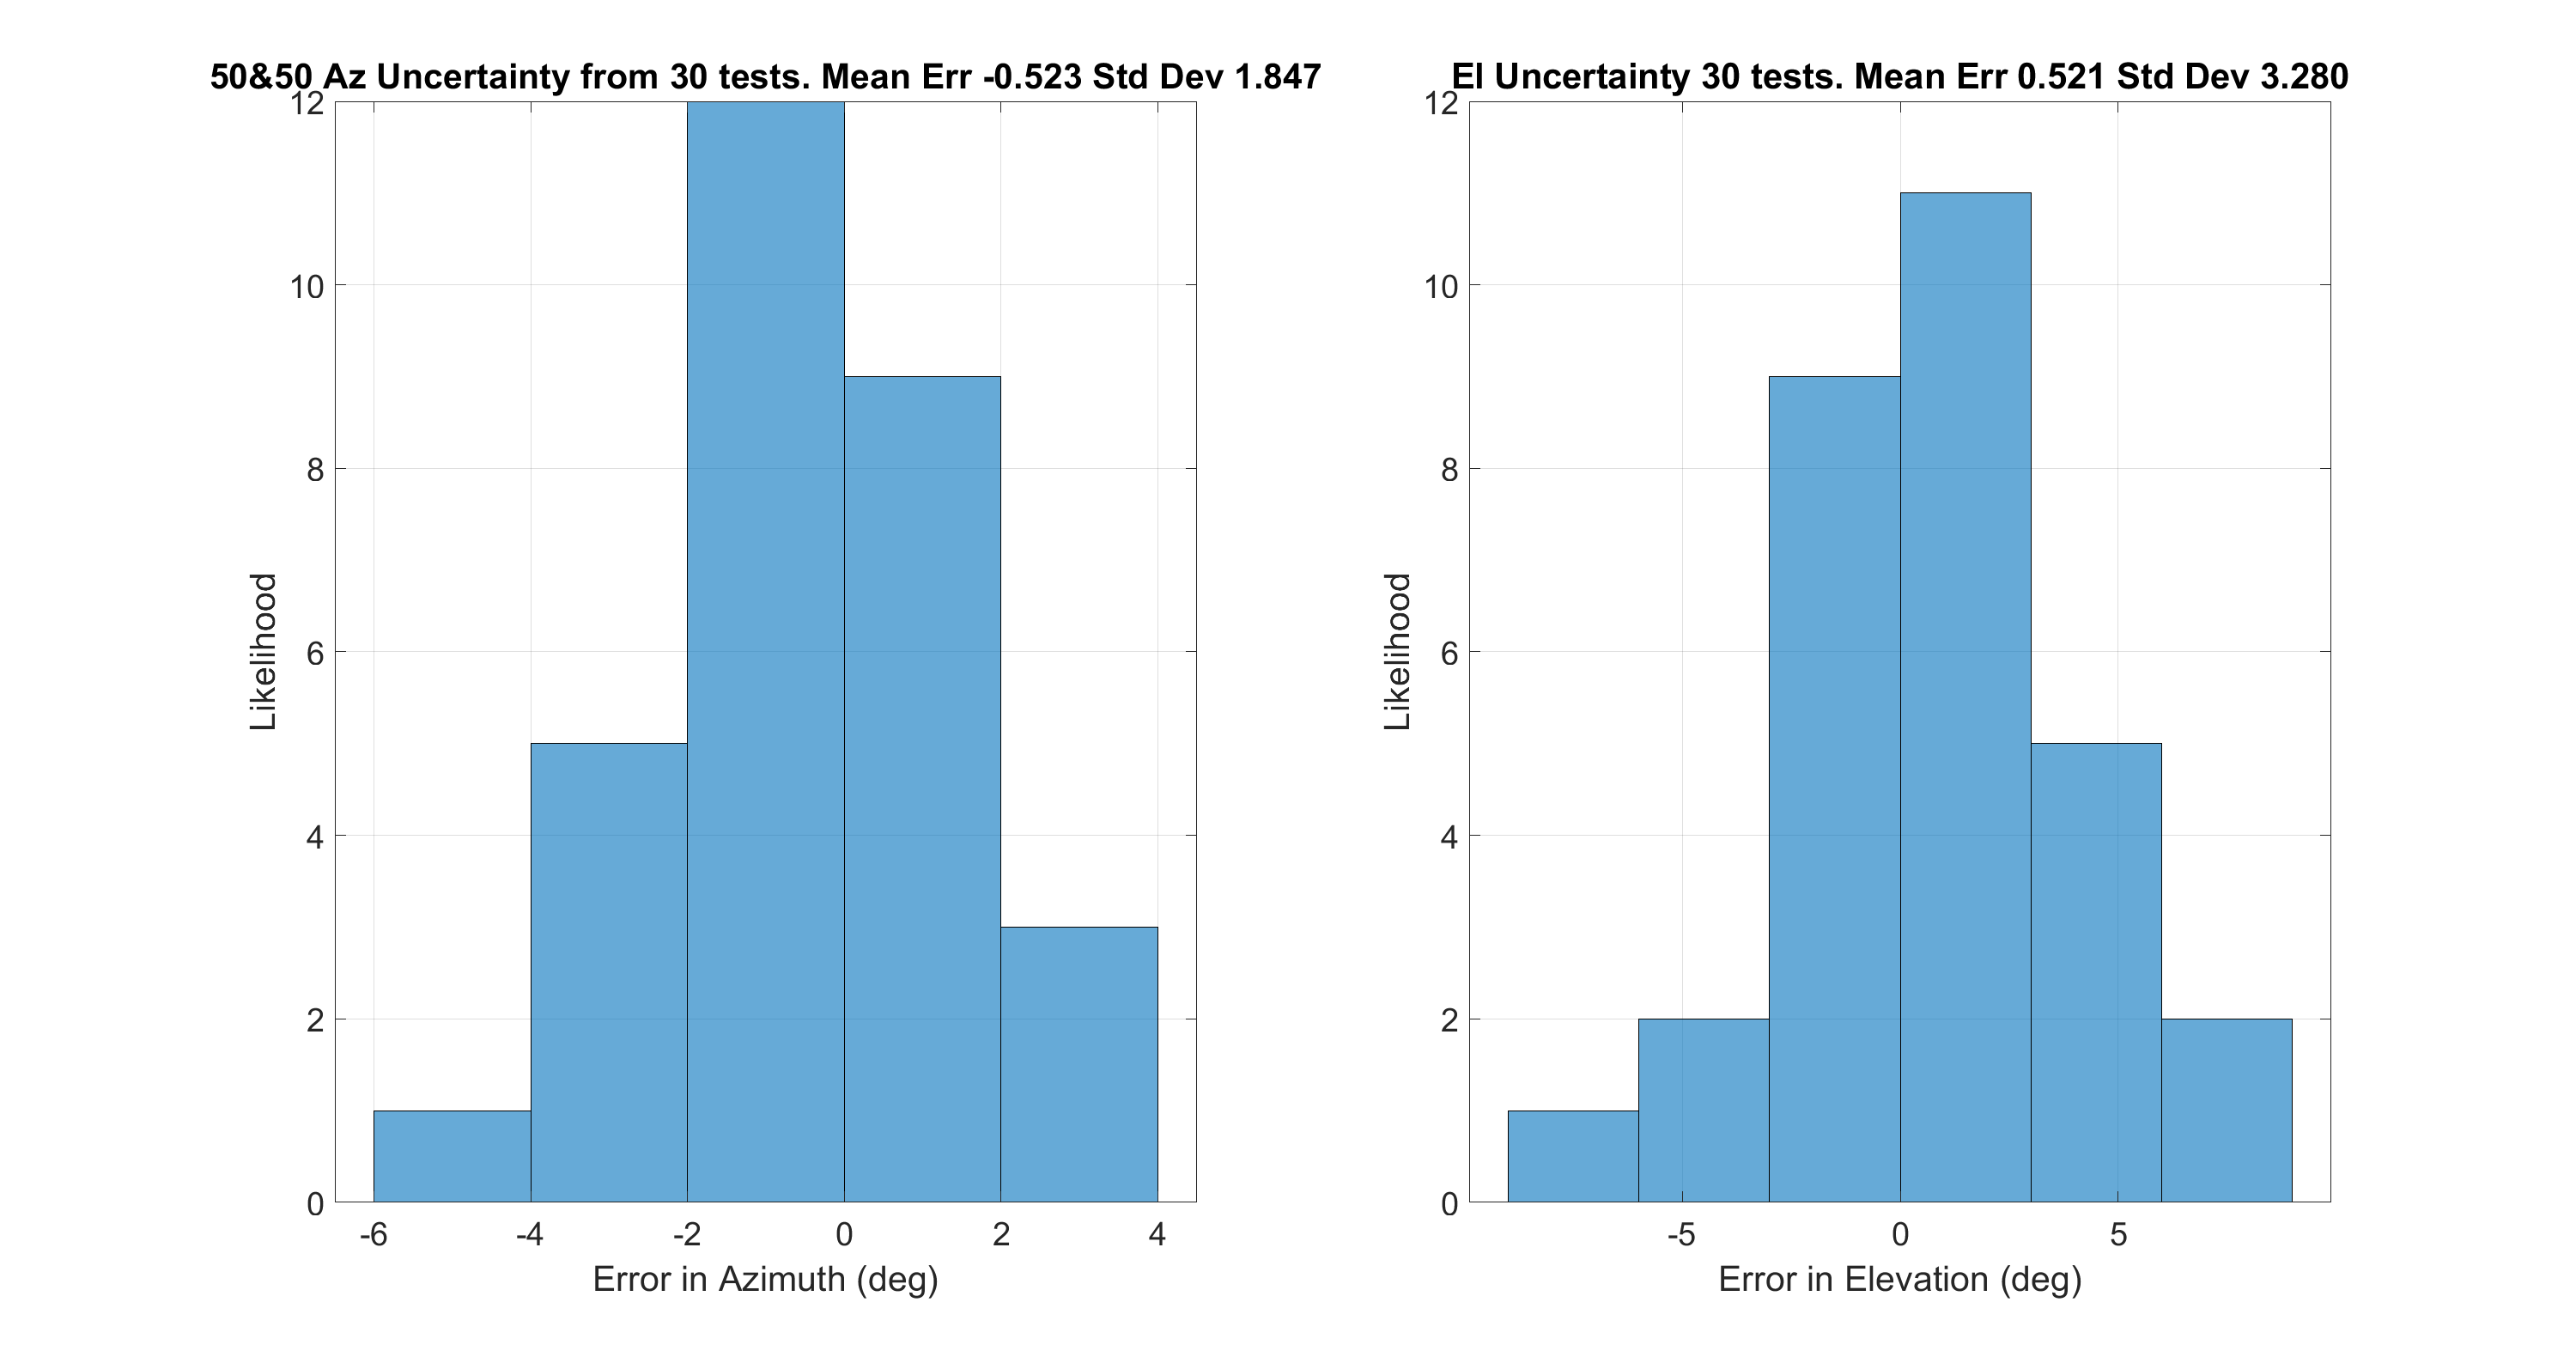 50&50 Az Uncertainty from 30 tests. Mean Err -0.523 Std Dev 1.847
12
10
8
6
4
2
0
Likelihood
-6 -4 -2 0 2 4
Error in Azimuth (deg)
El Uncertainty 30 tests. Mean Err 0.521 Std Dev 3.280
12
10
8
6
4
2
0
Likelihood
-5 0 5
Error in Elevation (deg)